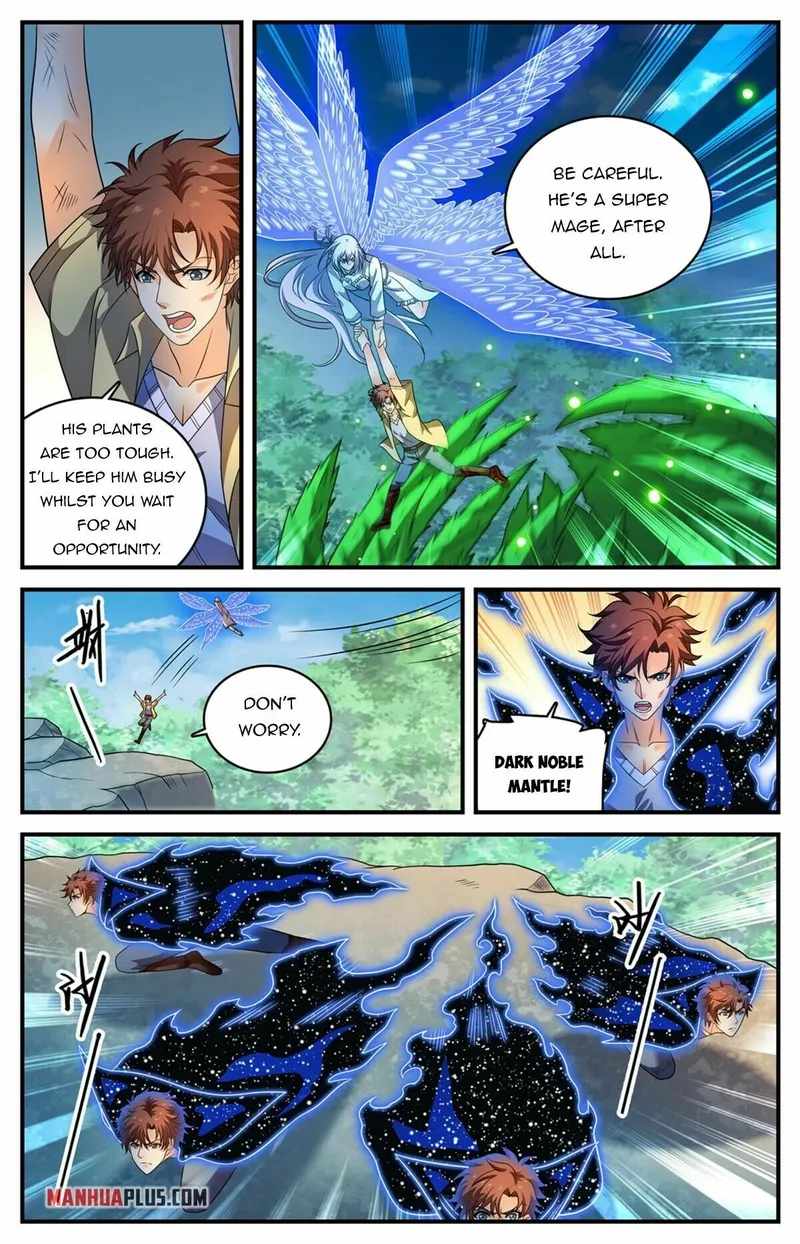 HIS PLANTS
ARE TOO TOUGH.
I'LL KEEP HIM BUSY
WHILST YOU WAIT
FOR AN
OPPORTUNITY.
BE CAREFUL.
HE'S A SUPER
MAGE, AFTER
ALL.
DON'T
WORRY.
DARK NOBLE
MANTLE!
MANHUAPLUS.COM